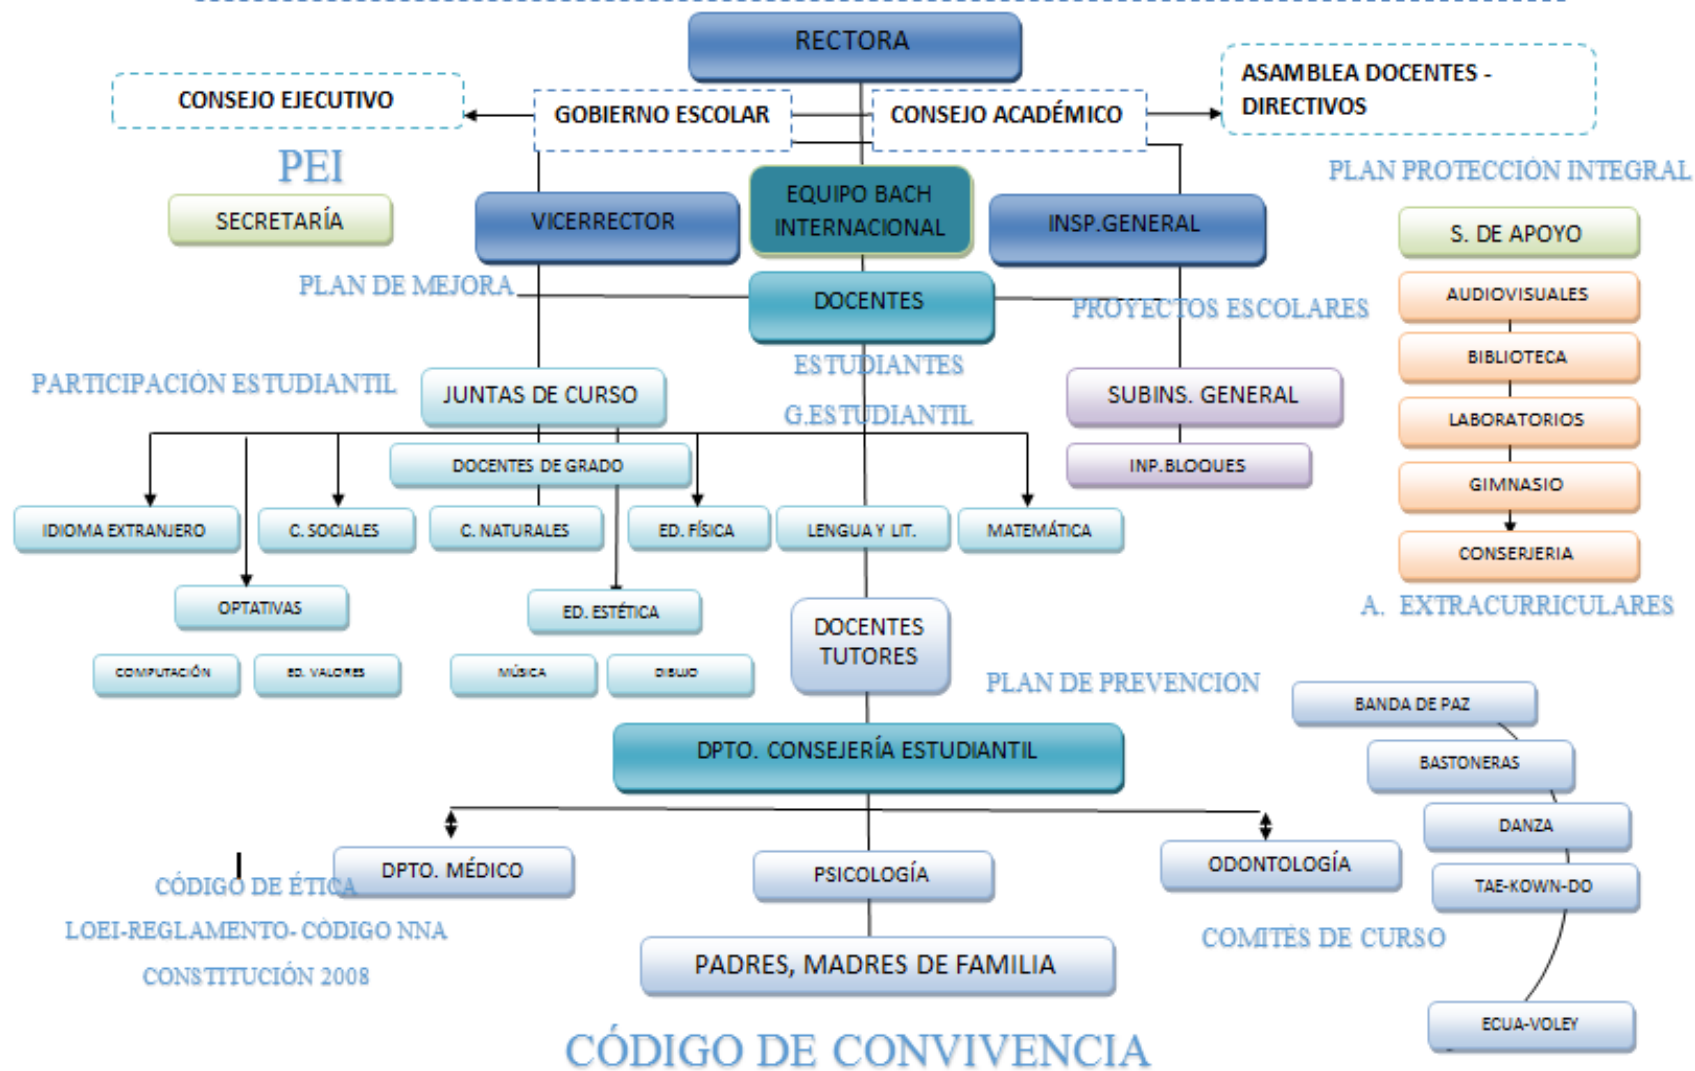 RECTORA
CONSEJO EJECUTIVO
GOBIERNO ESCOLAR
CONSEJO ACADÉMICO
ASAMBLEA DOCENTES -
DIRECTIVOS
PEI
PLAN PROTECCIÓN INTEGRAL
SECRETARÍA
VICERRECTOR
EQUIPO BACH
INTERNACIONAL
INSP.GENERAL
S. DE APOYO
PLAN DE MEJORA
DOCENTES
PROYECTOS ESCOLARES
AUDIOVISUALES
BIBLIOTECA
LABORATORIOS
GIMNASIO
CONSERJERIA
ESTUDIANTES
PARTICIPACIÓN ESTUDIANTIL
JUNTAS DE CURSO
G.ESTUDIANTIL
SUBINS. GENERAL
DOCENTES DE GRADO
INP.BLOQUES
IDIOMA EXTRANJERO
C. SOCIALES
C. NATURALES
ED. FÍSICA
LENGUA Y LIT.
MATEMÁTICA
OPTATIVAS
ED. ESTÉTICA
A. EXTRACURRICULARES
DOCENTES
TUTORES
COMPUTACIÓN
ED. VALORES
MÚSICA
DIBUJO
PLAN DE PREVENCION
BANDA DE PAZ
DPTO. CONSEJERÍA ESTUDIANTIL
BASTONERAS
DANZA
DPTO. MÉDICO
PSICOLOGÍA
ODONTOLOGÍA
TAE-KOWN-DO
CÓDIGO DE ÉTICA
LOEI-REGLAMENTO- CÓDIGO NNA
CONSTITUCIÓN 2008
COMITÉS DE CURSO
PADRES, MADRES DE FAMILIA
ECUA-VOLEY
CÓDIGO DE CONVIVENCIA